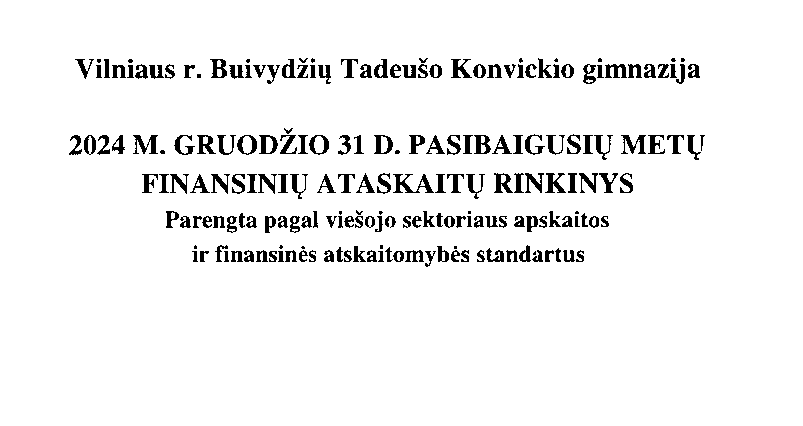 Vilniaus r. Buivydžių Tadeušo Konvickio gimnazija
2024 M. GRUODŽIO 31 D. PASIBAIGUSIŲ METŲ
FINANSINIŲ ATASKAITŲ RINKINYS
Parengta pagal viešojo sektoriaus apskaitos
ir finansinės atskaitomybės standartus